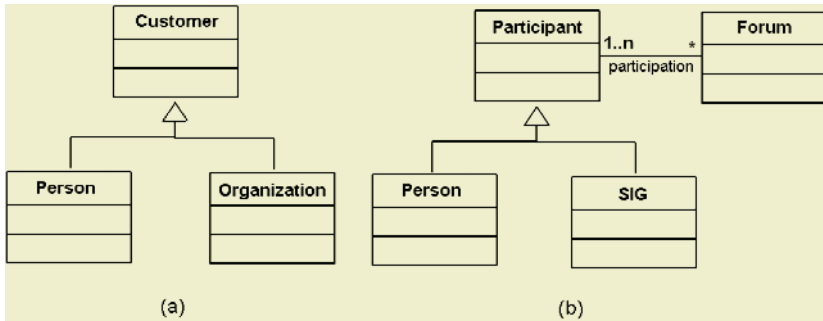 Customer
Person
Organization
(a)
Participant
1..n
*
participation
Forum
Person
SIG
(b)